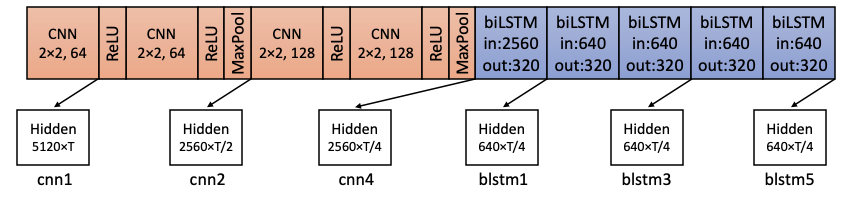 CNN
2×2, 64
ReLU
CNN
2×2, 64
ReLU
MaxPool
CNN
2×2, 128
ReLU
CNN
2×2, 128
ReLU
MaxPool
biLSTM
in:2560
out:320
biLSTM
in:640
out:320
biLSTM
in:640
out:320
biLSTM
in:640
out:320
biLSTM
in:640
out:320
Hidden
5120×T
cnn1
Hidden
2560×T/2
cnn2
Hidden
2560×T/4
cnn4
Hidden
640×T/4
blstm1
Hidden
640×T/4
blstm3
Hidden
640×T/4
blstm5